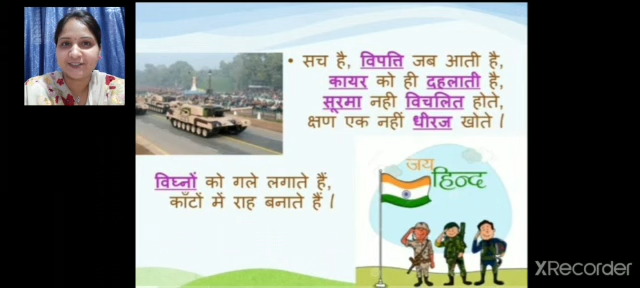 • सच है, विपत्ति जब आती है,
कायर को ही दहलाती है,
सूरमा नही विचलित होते,
क्षण एक नहीं धीरज खोते ।
विघ्नों को गले लगाते हैं,
काँटों में राह बनाते हैं ।
जय
हिन्द
XRecorder